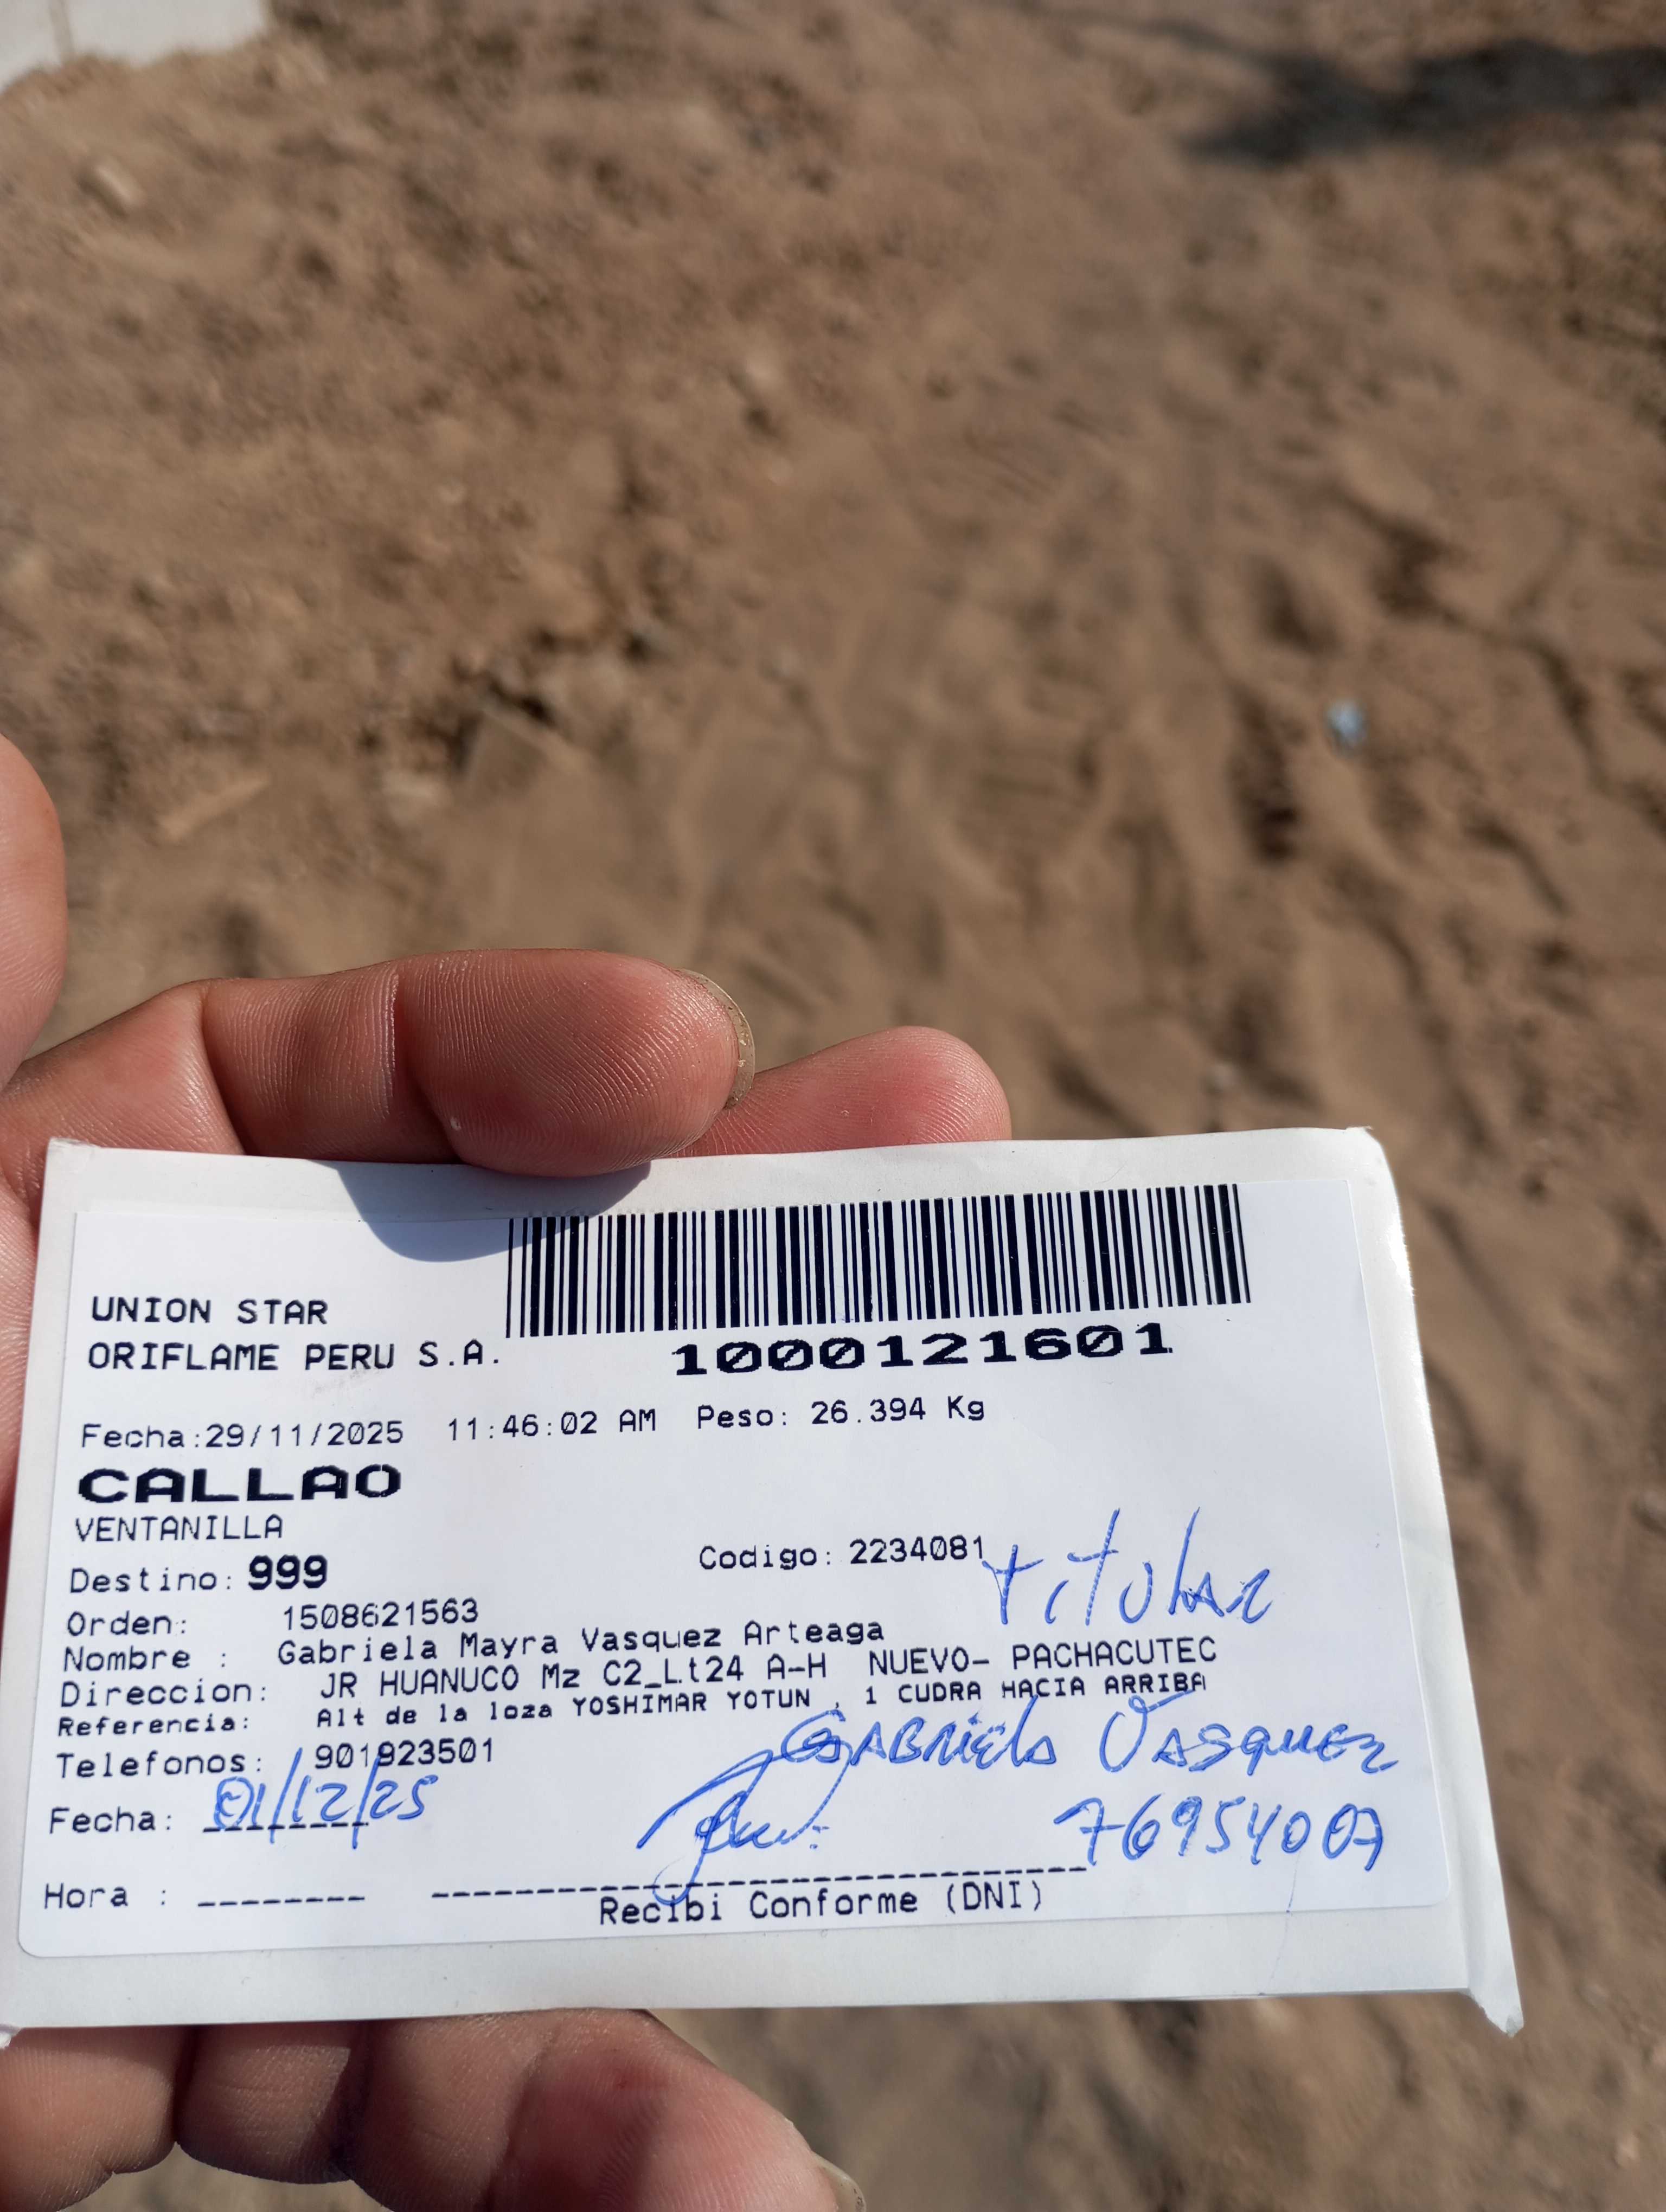 UNION STAR
ORIFLAME PERU S.A.
1000121601
Fecha:29/11/2025 11:46:02 AM Peso: 26.394 Kg
CALLAO
VENTANILLA
Destino: 999 Codigo: 2234081
titular
Orden: 1508621563
Nombre : Gabriela Mayra Vasquez Arteaga
Direccion: JR HUANUCO Mz C2_Lt24 A-H NUEVO- PACHACUTEC
Referencia: Alt de la loza YOSHIMAR YOTUN , 1 CUDRA HACIA ARRIBA
Telefonos: 901923501
GABRIELA VASQUEZ
Fecha: 01/12/25
76954007
Hora :
Recibi Conforme (DNI)